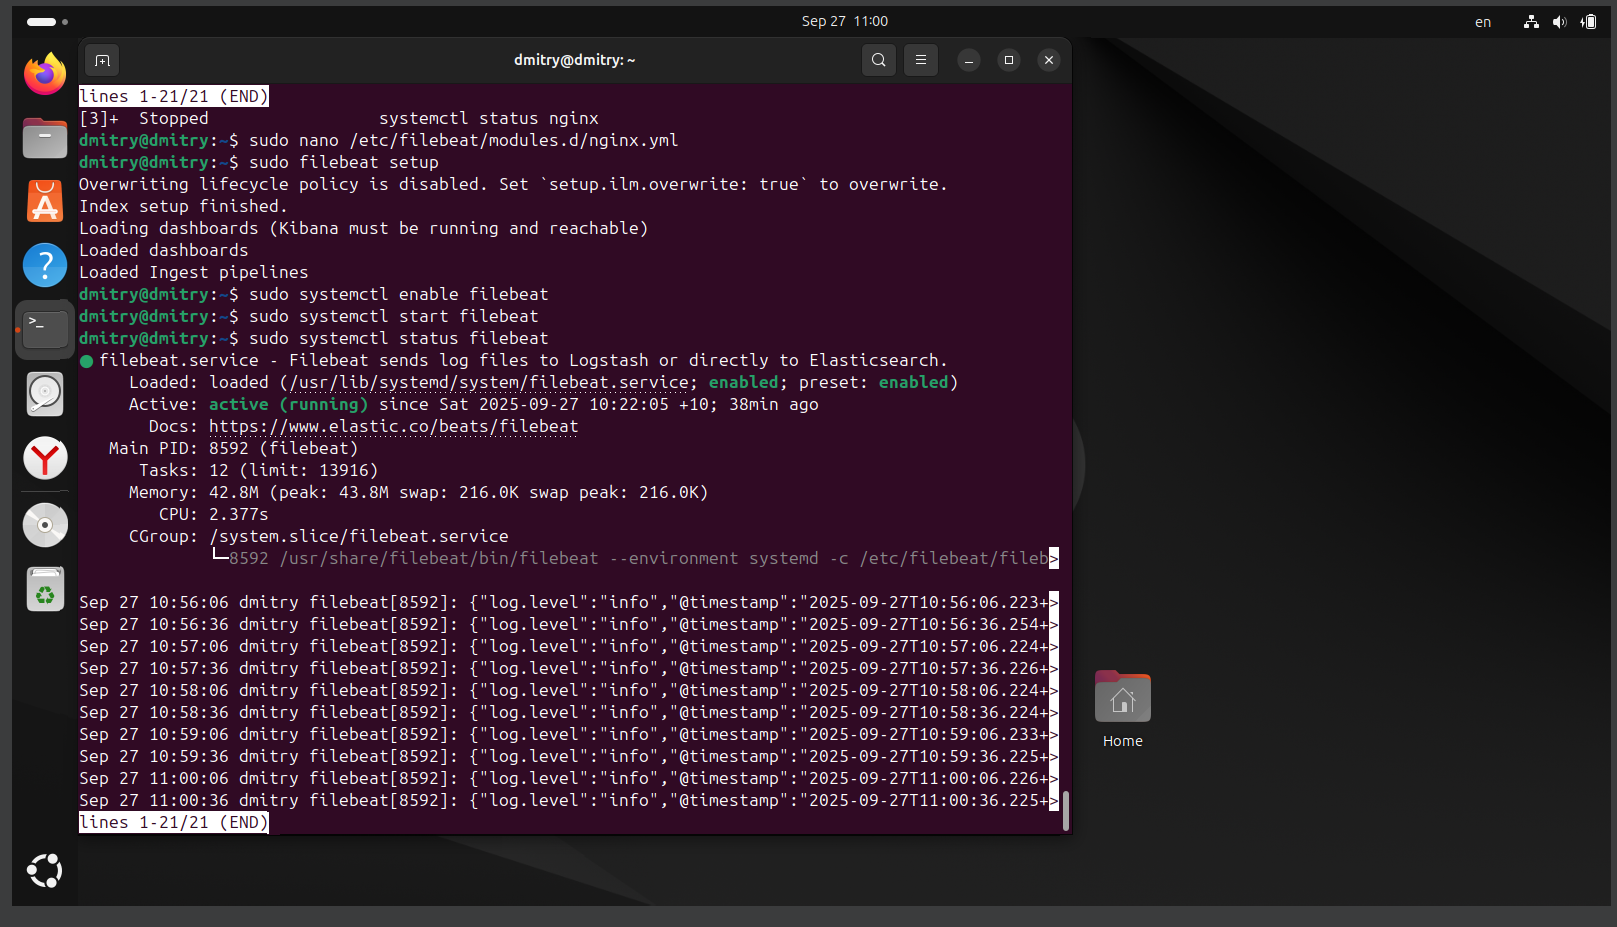 Sep 27 11:00
en
dmitry@dmitry: ~
lines 1-21/21 (END)
[3]+  Stopped                 systemctl status nginx
dmitry@dmitry:~$ sudo nano /etc/filebeat/modules.d/nginx.yml
dmitry@dmitry:~$ sudo filebeat setup
Overwriting lifecycle policy is disabled. Set `setup.ilm.overwrite: true` to overwrite.
Index setup finished.
Loading dashboards (Kibana must be running and reachable)
Loaded dashboards
Loaded Ingest pipelines
dmitry@dmitry:~$ sudo systemctl enable filebeat
dmitry@dmitry:~$ sudo systemctl start filebeat
dmitry@dmitry:~$ sudo systemctl status filebeat
● filebeat.service - Filebeat sends log files to Logstash or directly to Elasticsearch.
     Loaded: loaded (/usr/lib/systemd/system/filebeat.service; enabled; preset: enabled)
     Active: active (running) since Sat 2025-09-27 10:22:05 +10; 38min ago
       Docs: https://www.elastic.co/beats/filebeat
   Main PID: 8592 (filebeat)
      Tasks: 12 (limit: 13916)
     Memory: 42.8M (peak: 43.8M swap: 216.0K swap peak: 216.0K)
        CPU: 2.377s
     CGroup: /system.slice/filebeat.service
             └─8592 /usr/share/filebeat/bin/filebeat --environment systemd -c /etc/filebeat/fileb>
Sep 27 10:56:06 dmitry filebeat[8592]: {"log.level":"info","@timestamp":"2025-09-27T10:56:06.223+>
Sep 27 10:56:36 dmitry filebeat[8592]: {"log.level":"info","@timestamp":"2025-09-27T10:56:36.254+>
Sep 27 10:57:06 dmitry filebeat[8592]: {"log.level":"info","@timestamp":"2025-09-27T10:57:06.224+>
Sep 27 10:57:36 dmitry filebeat[8592]: {"log.level":"info","@timestamp":"2025-09-27T10:57:36.226+>
Sep 27 10:58:06 dmitry filebeat[8592]: {"log.level":"info","@timestamp":"2025-09-27T10:58:06.224+>
Sep 27 10:58:36 dmitry filebeat[8592]: {"log.level":"info","@timestamp":"2025-09-27T10:58:36.224+>
Sep 27 10:59:06 dmitry filebeat[8592]: {"log.level":"info","@timestamp":"2025-09-27T10:59:06.233+>
Sep 27 10:59:36 dmitry filebeat[8592]: {"log.level":"info","@timestamp":"2025-09-27T10:59:36.225+>
Sep 27 11:00:06 dmitry filebeat[8592]: {"log.level":"info","@timestamp":"2025-09-27T11:00:06.226+>
Sep 27 11:00:36 dmitry filebeat[8592]: {"log.level":"info","@timestamp":"2025-09-27T11:00:36.225+>
lines 1-21/21 (END)
Home